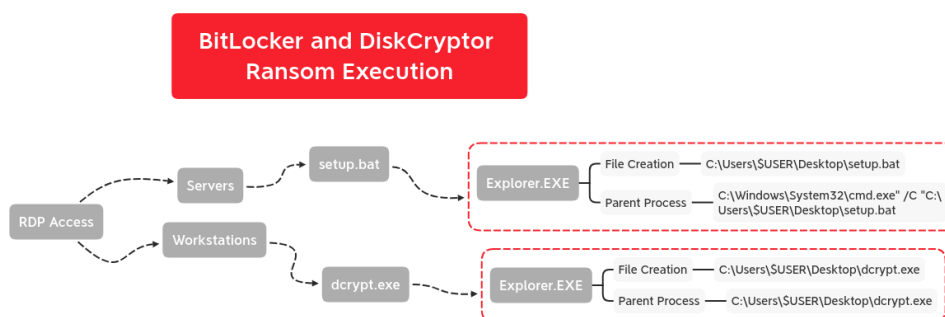 BitLocker and DiskCryptor
Ransom Execution
RDP Access
Servers
setup.bat
Explorer.EXE
File Creation
C:\Users\$USER\Desktop\setup.bat
Parent Process
C:\Windows\System32\cmd.exe" /C "C:\
Users\$USER\Desktop\setup.bat
Workstations
dcrypt.exe
Explorer.EXE
File Creation
C:\Users\$USER\Desktop\dcrypt.exe
Parent Process
C:\Users\$USER\Desktop\dcrypt.exe